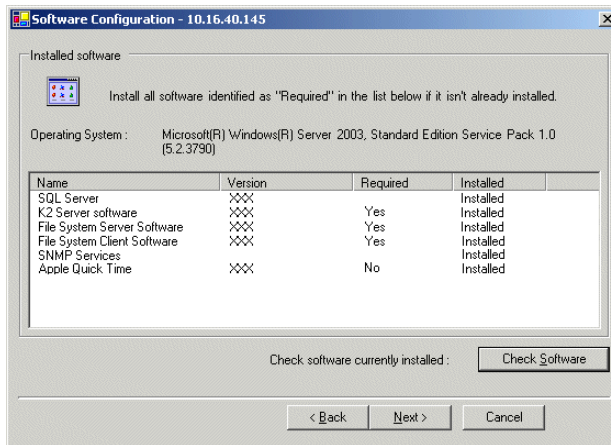 Software Configuration - 10.16.40.145
Installed software
Install all software identified as "Required" in the list below if it isn't already installed.
Operating System : Microsoft(R) Windows(R) Server 2003, Standard Edition Service Pack 1.0
(5.2.3790)
Name Version Required Installed
SQL Server XXX Installed
K2 Server software XXX Yes Installed
File System Server Software XXX Yes Installed
File System Client Software XXX Yes Installed
SNMP Services Installed
Apple Quick Time XXX No Installed
Check software currently installed : Check Software
< Back Next > Cancel